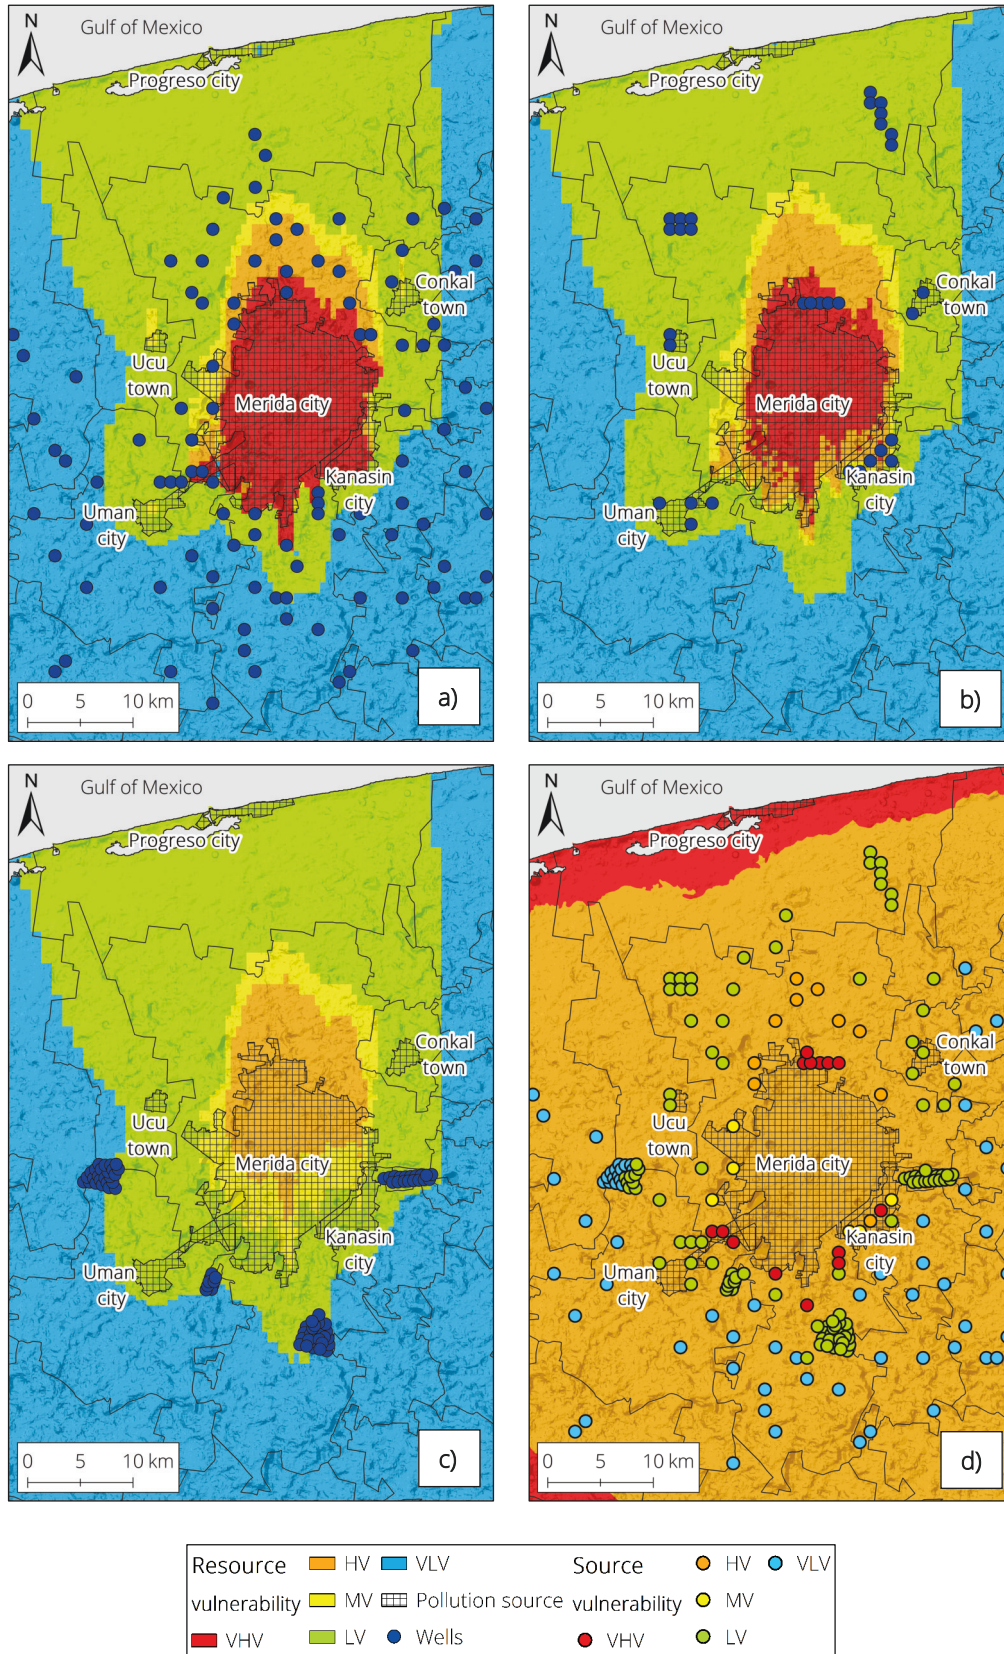 N
Gulf of Mexico
Progreso city
Conkal
town
Ucu
town
Merida city
Kanasin
city
Uman
city
0 5 10 km
a)
N
Gulf of Mexico
Progreso city
Conkal
town
Ucu
town
Merida city
Kanasin
city
Uman
city
0 5 10 km
b)
N
Gulf of Mexico
Progreso city
Conkal
town
Ucu
town
Merida city
Kanasin
city
Uman
city
0 5 10 km
c)
N
Gulf of Mexico
Progreso city
Conkal
town
Ucu
town
Merida city
Kanasin
city
Uman
city
0 5 10 km
d)
Resource HV VLV Source HV VLV
vulnerability MV Pollution source vulnerability MV
VHV LV Wells VHV LV